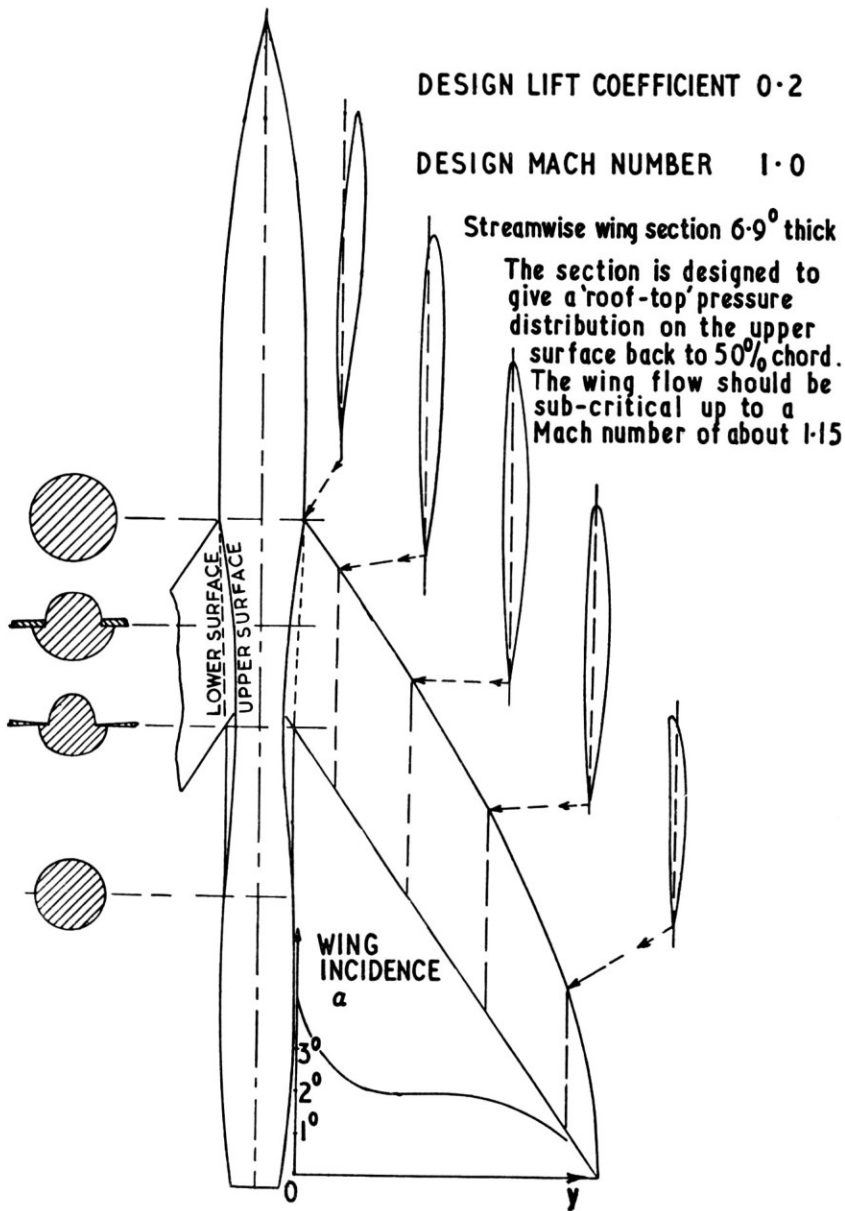 DESIGN LIFT COEFFICIENT 0·2
DESIGN MACH NUMBER 1·0
Streamwise wing section 6·9° thick
The section is designed to
give a 'roof-top' pressure
distribution on the upper
surface back to 50% chord.
The wing flow should be
sub-critical up to a
Mach number of about 1·15
LOWER SURFACE
UPPER SURFACE
WING
INCIDENCE
α
3°
2°
1°
0
y